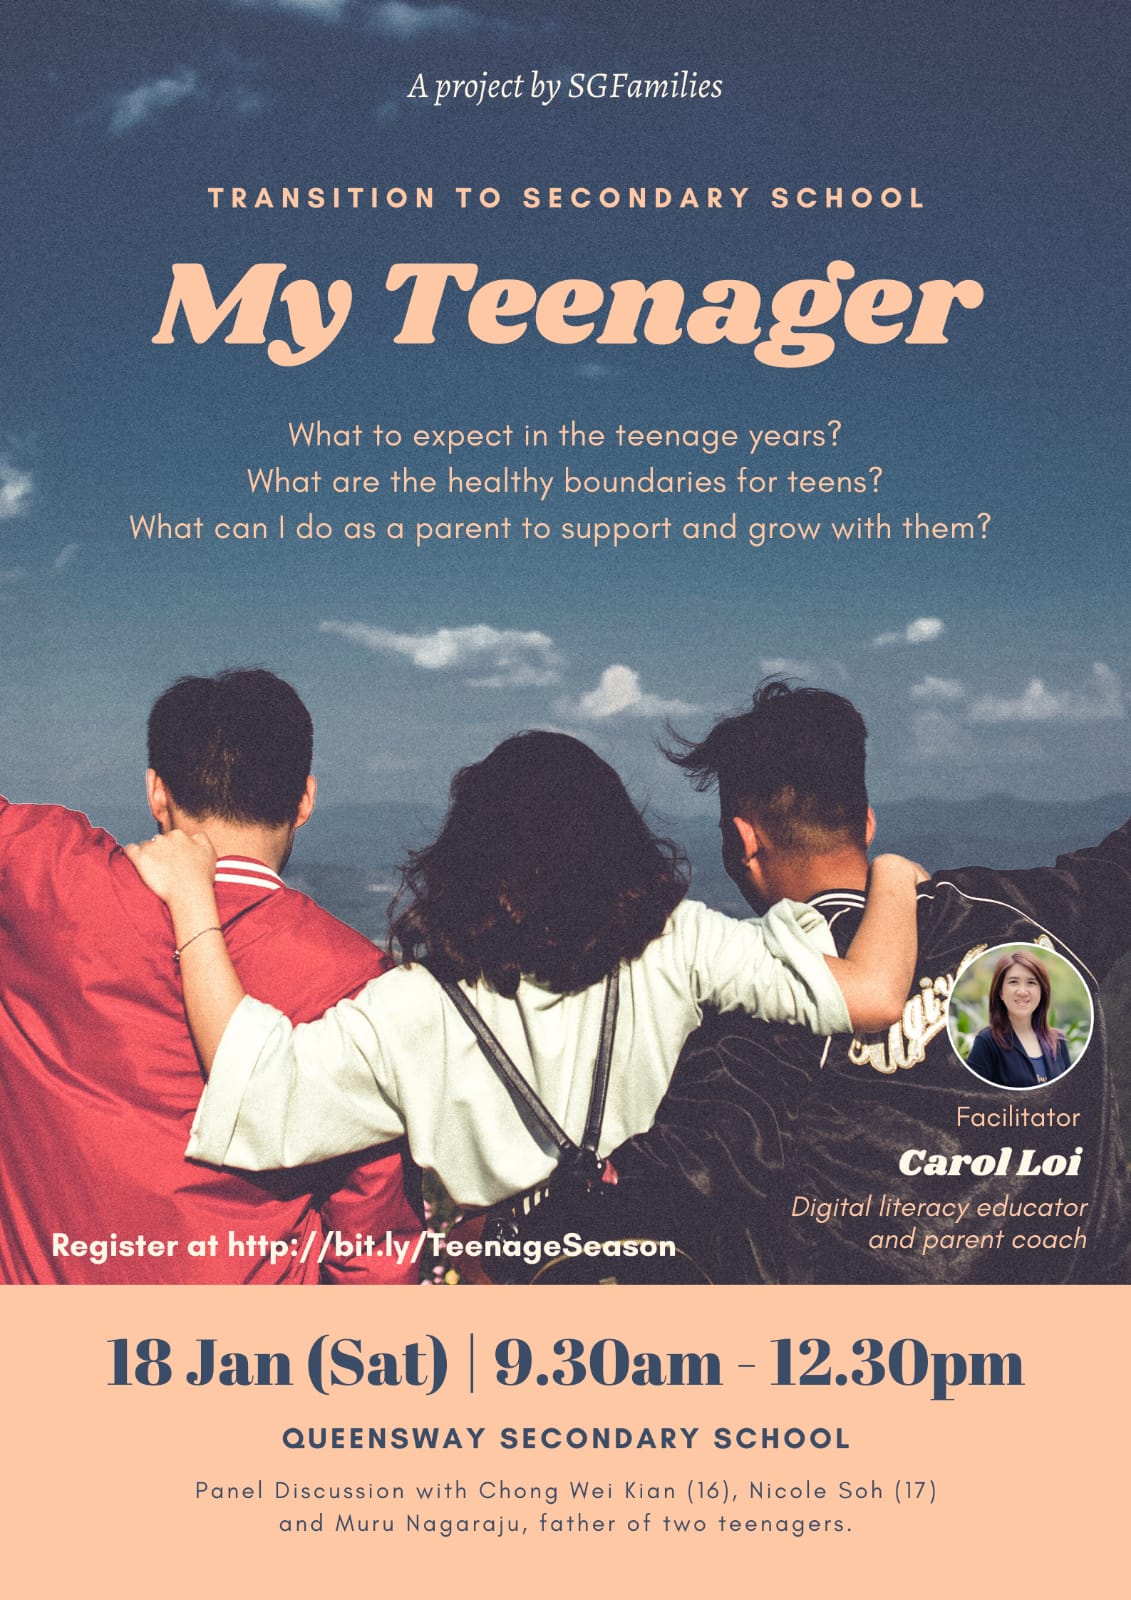 A project by SGFamilies
TRANSITION TO SECONDARY SCHOOL
My Teenager
What to expect in the teenage years?
What are the healthy boundaries for teens?
What can I do as a parent to support and grow with them?
Facilitator
Carol Loi
Digital literacy educator
and parent coach
Register at http://bit.ly/TeenageSeason
18 Jan (Sat) | 9.30am - 12.30pm
QUEENSWAY SECONDARY SCHOOL
Panel Discussion with Chong Wei Kian (16), Nicole Soh (17)
and Muru Nagaraju, father of two teenagers.